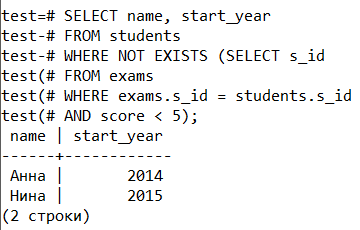 test=# SELECT name, start_year
test-# FROM students
test-# WHERE NOT EXISTS (SELECT s_id
test(# FROM exams
test(# WHERE exams.s_id = students.s_id
test(# AND score < 5);
 name | start_year
------+------------
 Анна |       2014
 Нина |       2015
(2 строки)